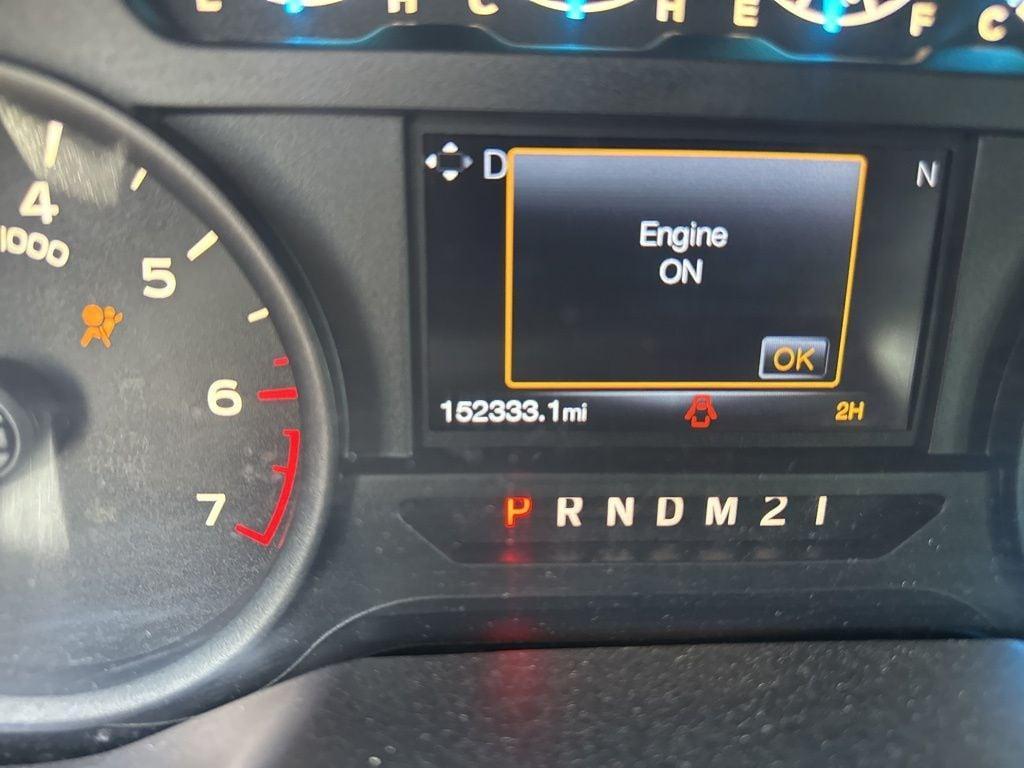 L H C H E F C
4
1000
5
6
7
D
N
Engine
ON
OK
152333.1mi
2H
P R N D M 2 1